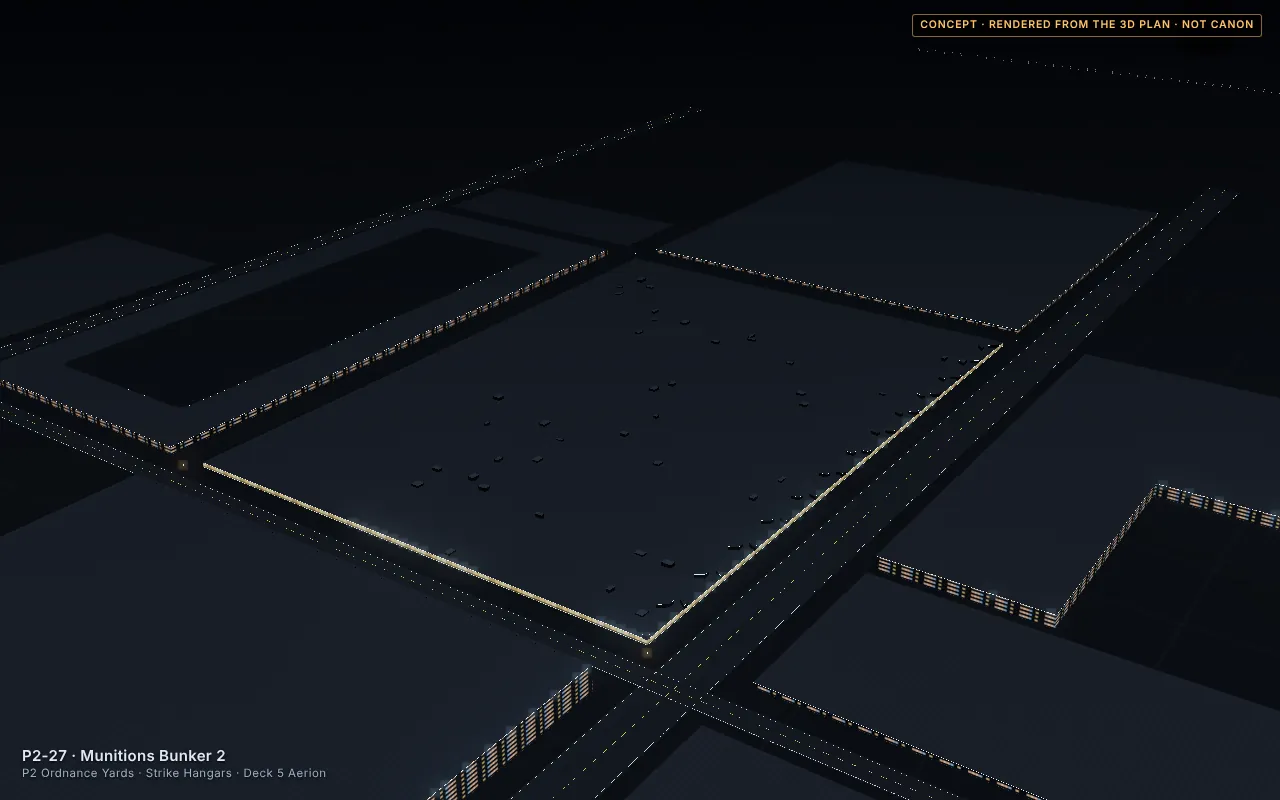 CONCEPT · RENDERED FROM THE 3D PLAN · NOT CANON
P2-27 · Munitions Bunker 2
P2 Ordnance Yards · Strike Hangars · Deck 5 Aerion